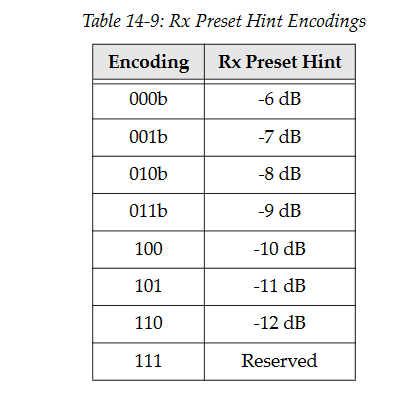 Table 14-9: Rx Preset Hint Encodings
Encoding Rx Preset Hint
000b -6 dB
001b -7 dB
010b -8 dB
011b -9 dB
100 -10 dB
101 -11 dB
110 -12 dB
111 Reserved